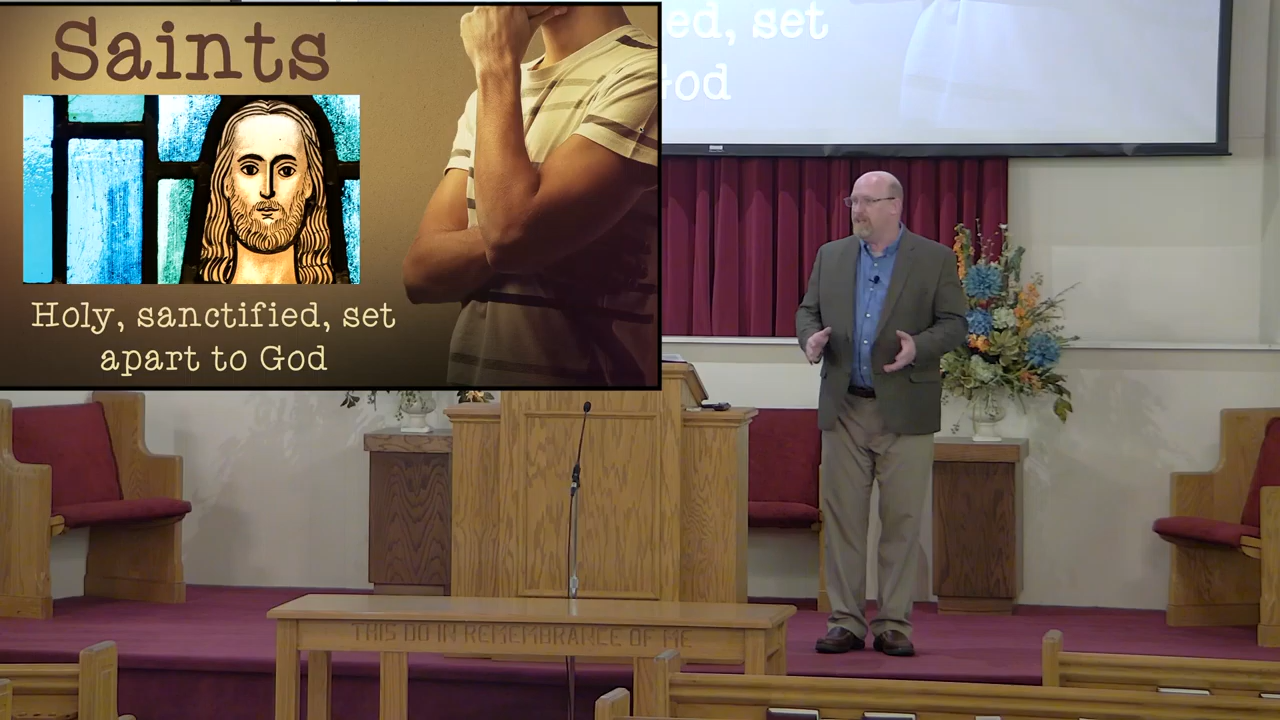 Saints
Holy, sanctified, set
apart to God
ed, set
God
THIS DO IN REMEMBRANCE OF ME